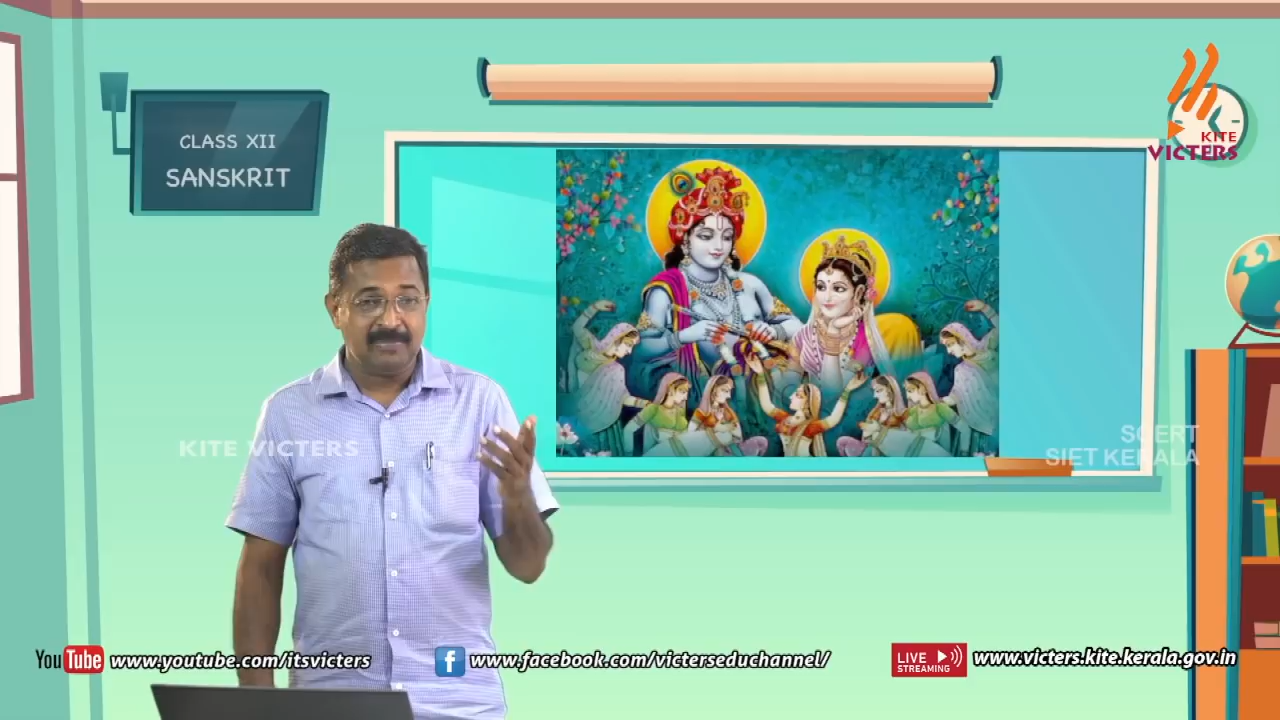 CLASS XII
SANSKRIT
KITE
VICTERS
KITE VICTERS
SCERT
SIET KERALA
YouTube www.youtube.com/itsvicters
f www.facebook.com/victerseduchannel/
LIVE STREAMING www.victers.kite.kerala.gov.in